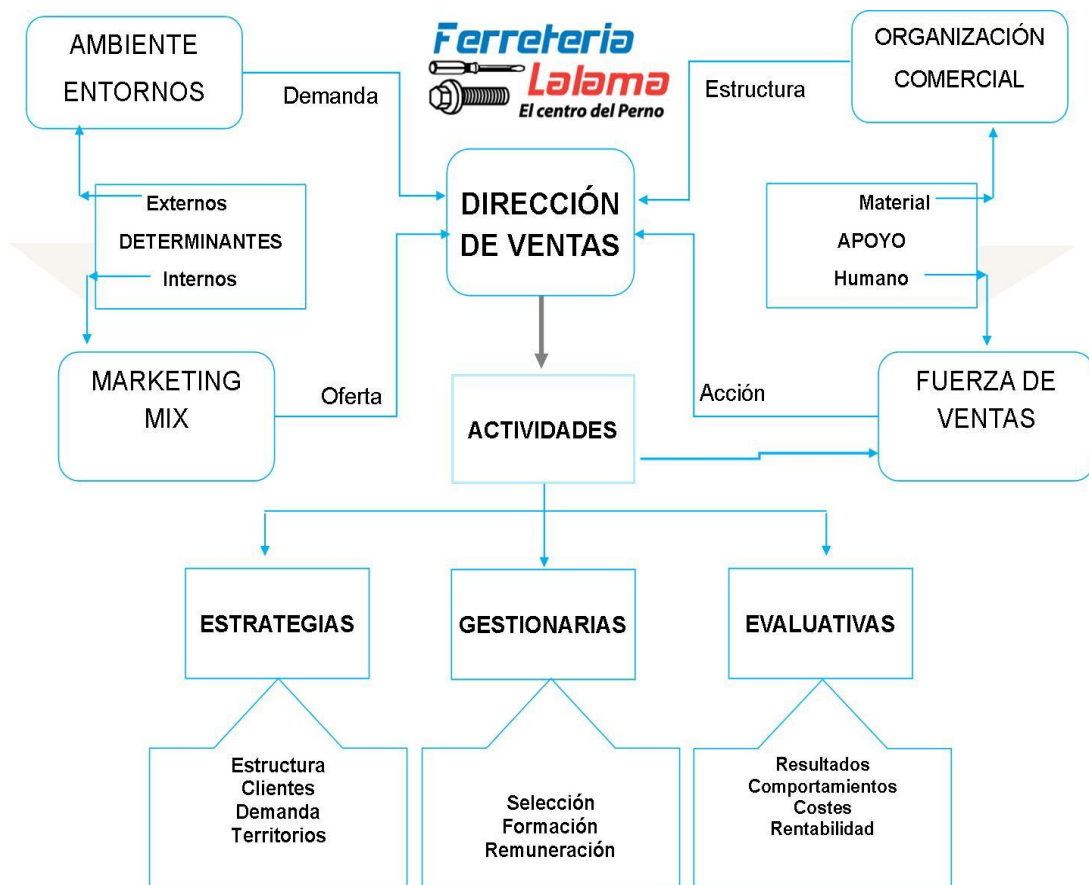 AMBIENTE
ENTORNOS
Demanda
Ferreteria
Lalama
El centro del Perno
Estructura
ORGANIZACIÓN
COMERCIAL
Externos
DETERMINANTES
Internos
DIRECCIÓN
DE VENTAS
Material
APOYO
Humano
MARKETING
MIX
Oferta
ACTIVIDADES
Acción
FUERZA DE
VENTAS
ESTRATEGIAS
GESTIONARIAS
EVALUATIVAS
Estructura
Clientes
Demanda
Territorios
Selección
Formación
Remuneración
Resultados
Comportamientos
Costes
Rentabilidad